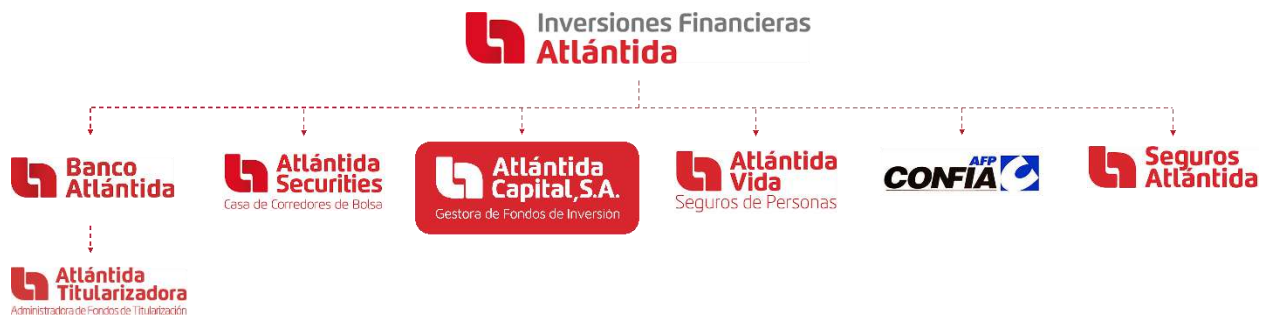 Inversiones Financieras
Atlántida
Banco
Atlántida
Atlántida
Securities
Casa de Corredores de Bolsa
Atlántida
Capital, S.A.
Gestora de Fondos de Inversión
Atlántida
Vida
Seguros de Personas
AFP
CONFÍA
Seguros
Atlántida
Atlántida
Titularizadora
Administradora de Fondos de Titularización